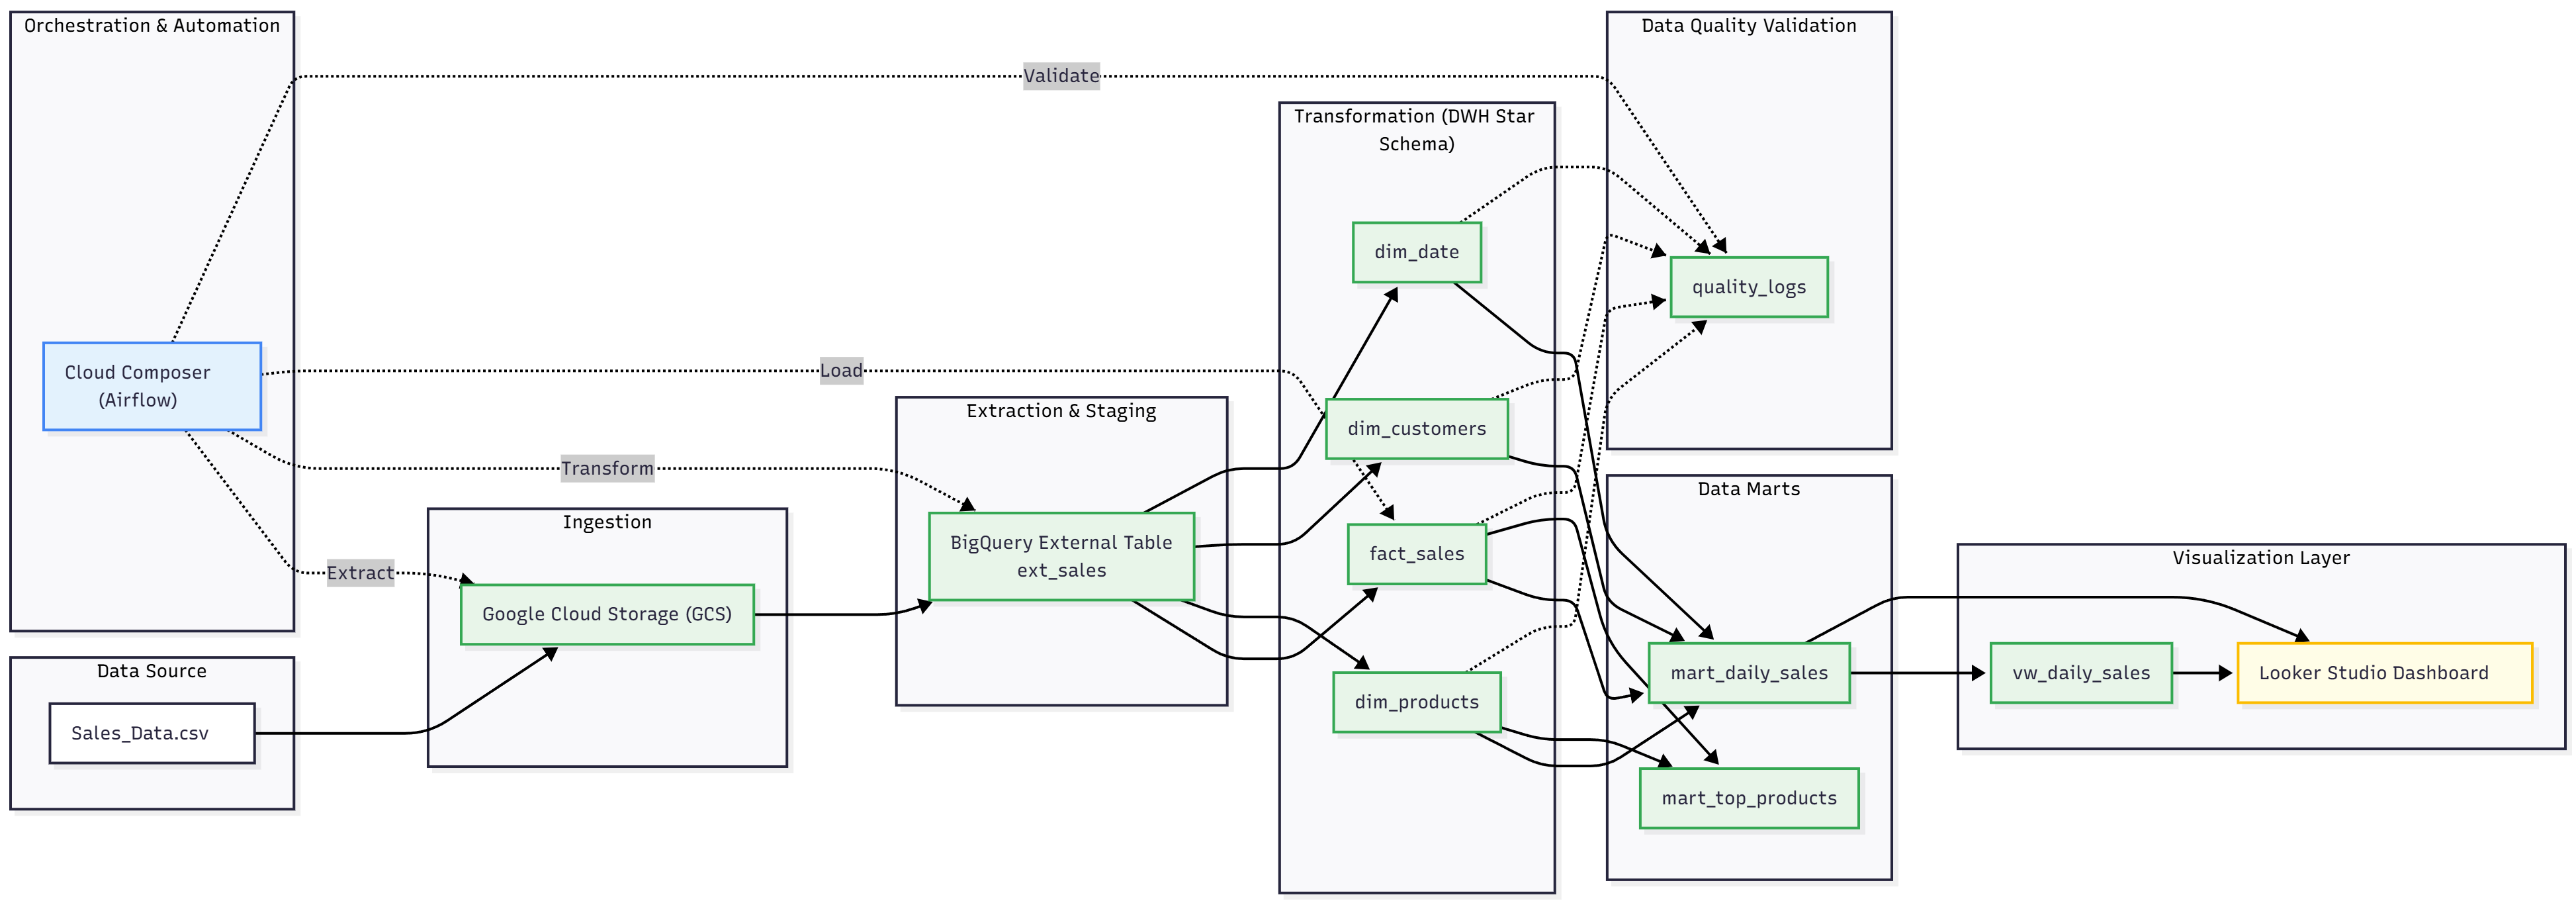 Orchestration & Automation
Cloud Composer
(Airflow)
Data Source
Sales_Data.csv
Validate
Load
Transform
Extract
Ingestion
Google Cloud Storage (GCS)
Extraction & Staging
BigQuery External Table
ext_sales
Transformation (DWH Star
Schema)
dim_date
dim_customers
fact_sales
dim_products
Data Quality Validation
quality_logs
Data Marts
mart_daily_sales
mart_top_products
Visualization Layer
vw_daily_sales
Looker Studio Dashboard